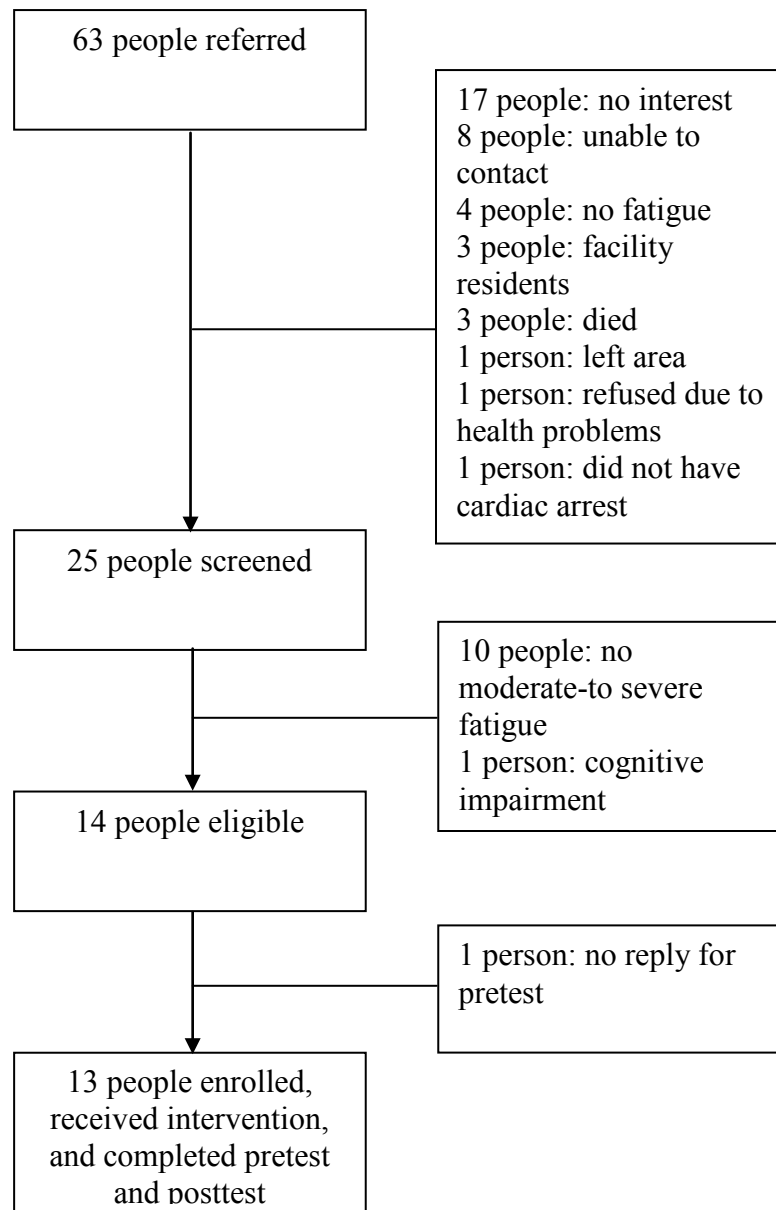 63 people referred
17 people: no interest
8 people: unable to
contact
4 people: no fatigue
3 people: facility
residents
3 people: died
1 person: left area
1 person: refused due to
health problems
1 person: did not have
cardiac arrest
25 people screened
10 people: no
moderate-to severe
fatigue
1 person: cognitive
impairment
14 people eligible
1 person: no reply for
pretest
13 people enrolled,
received intervention,
and completed pretest
and posttest